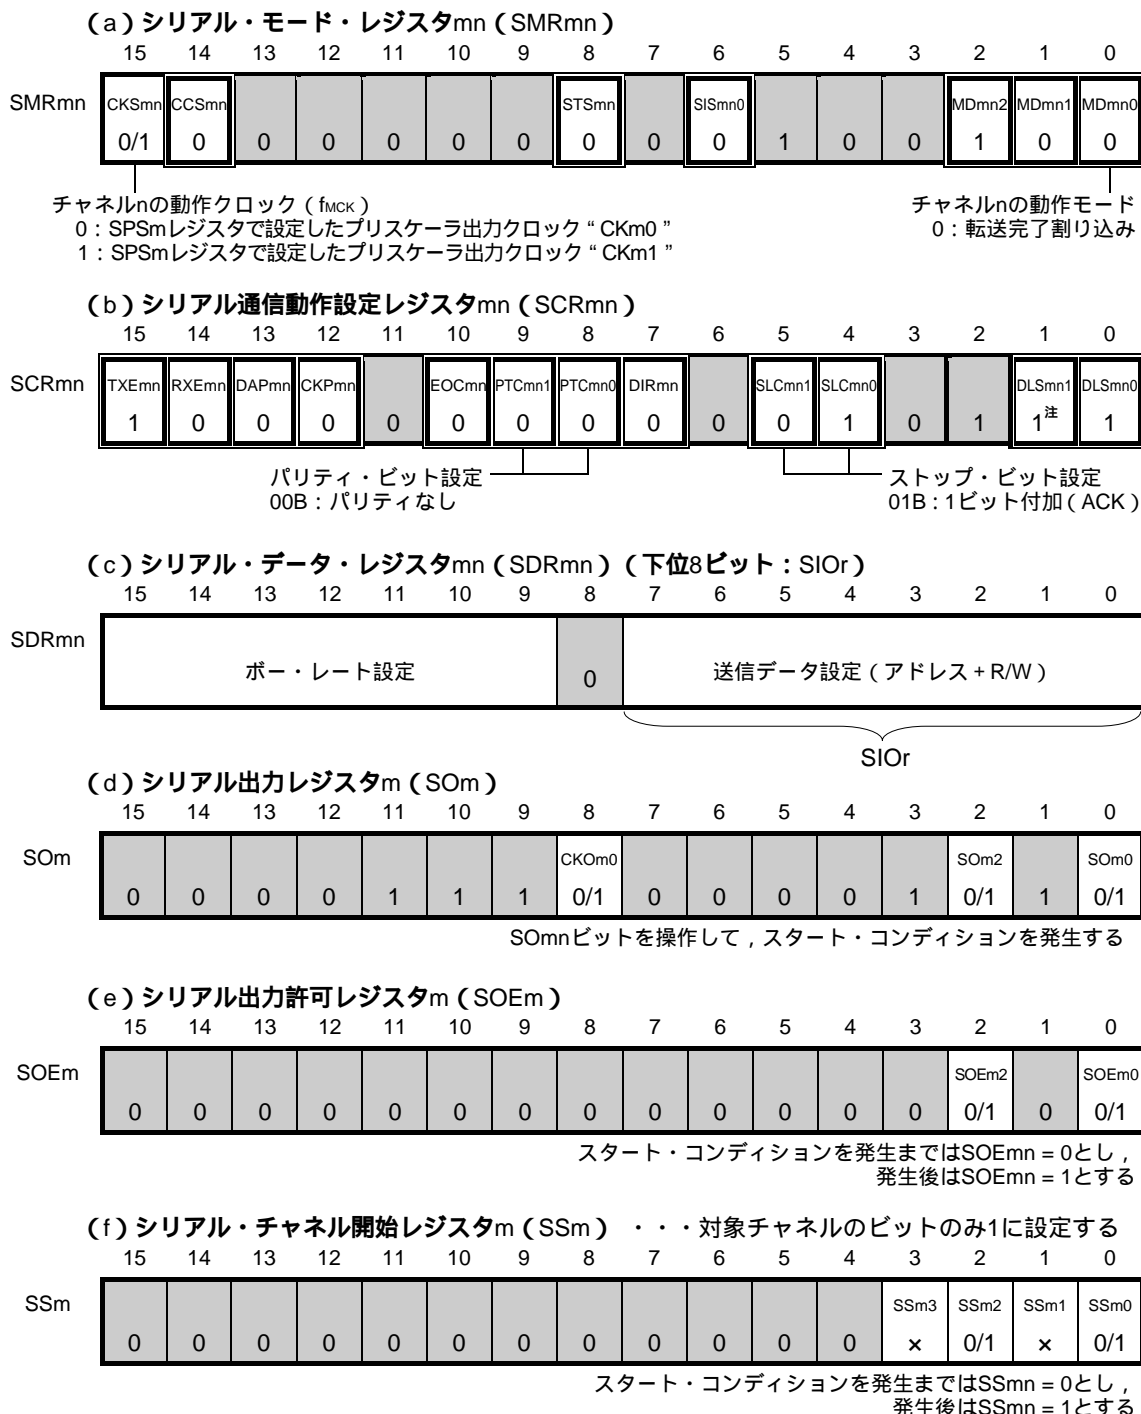 (a)シリアル・モード・レジスタmn(SMRmn)
15 14 13 12 11 10 9 8 7 6 5 4 3 2 1 0
SMRmn CKSmn CCSmn STSmn SISmn0 MDmn2 MDmn1 MDmn0
0/1 0 0 0 0 0 0 0 0 0 1 0 0 1 0 0
チャネルnの動作クロック(fMCK) チャネルnの動作モード
0:SPSmレジスタで設定したプリスケーラ出力クロック“CKm0” 0:転送完了割り込み
1:SPSmレジスタで設定したプリスケーラ出力クロック“CKm1”
(b)シリアル通信動作設定レジスタmn(SCRmn)
15 14 13 12 11 10 9 8 7 6 5 4 3 2 1 0
SCRmn TXEmn RXEmn DAPmn CKPmn EOCmn PTCmn1 PTCmn0 DIRmn SLCmn1 SLCmn0 DLSmn1 DLSmn0
1 0 0 0 0 0 0 0 0 0 0 1 0 1 1注 1
パリティ・ビット設定 ストップ・ビット設定
00B:パリティなし 01B:1ビット付加(ACK)
(c)シリアル・データ・レジスタmn(SDRmn)(下位8ビット:SIOr)
15 14 13 12 11 10 9 8 7 6 5 4 3 2 1 0
SDRmn
ボー・レート設定 0 送信データ設定(アドレス+R/W)
SIOr
(d)シリアル出力レジスタm(SOm)
15 14 13 12 11 10 9 8 7 6 5 4 3 2 1 0
SOm CKOm0 SOm2 SOm0
0 0 0 0 1 1 1 0/1 0 0 0 0 1 0/1 1 0/1
SOmnビットを操作して,スタート・コンディションを発生する
(e)シリアル出力許可レジスタm(SOEm)
15 14 13 12 11 10 9 8 7 6 5 4 3 2 1 0
SOEm SOEm2 SOEm0
0 0 0 0 0 0 0 0 0 0 0 0 0 0/1 0 0/1
スタート・コンディションを発生まではSOEmn = 0とし,
発生後はSOEmn = 1とする
(f)シリアル・チャネル開始レジスタm(SSm) ・・・対象チャネルのビットのみ1に設定する
15 14 13 12 11 10 9 8 7 6 5 4 3 2 1 0
SSm SSm3 SSm2 SSm1 SSm0
0 0 0 0 0 0 0 0 0 0 0 0 × 0/1 × 0/1
スタート・コンディションを発生まではSSmn = 0とし,
発生後はSSmn = 1とする